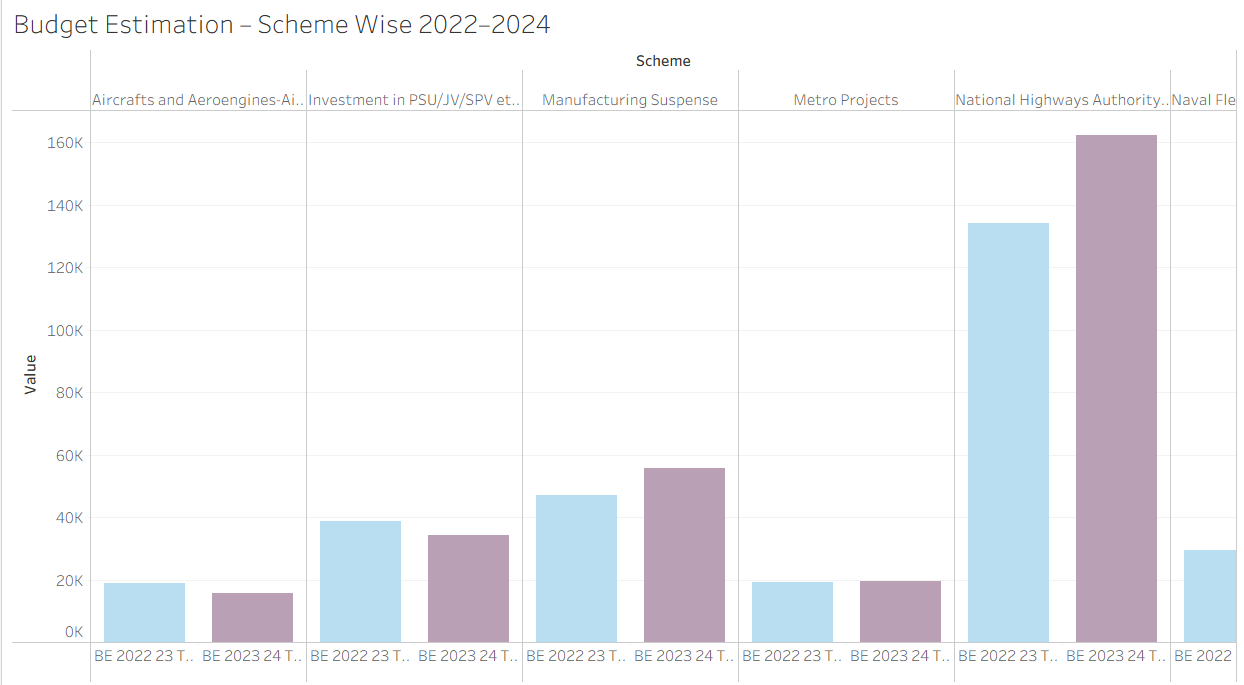 Budget Estimation – Scheme Wise 2022–2024
Scheme
Aircrafts and Aeroengines-Ai.. Investment in PSU/JV/SPV et.. Manufacturing Suspense Metro Projects National Highways Authority.. Naval Fle
160K
140K
120K
100K
80K
60K
40K
20K
0K
Value
BE 2022 23 T.. BE 2023 24 T.. BE 2022 23 T.. BE 2023 24 T.. BE 2022 23 T.. BE 2023 24 T.. BE 2022 23 T.. BE 2023 24 T.. BE 2022 23 T.. BE 2023 24 T.. BE 2022